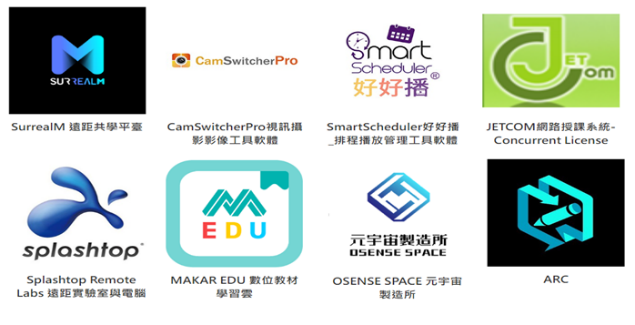 SURREALM
CamSwitcherPro
Smart
Scheduler
好好播®
JET
Com
SurrealM 遠距共學平臺
CamSwitcherPro視訊攝
影影像工具軟體
SmartScheduler好好播
_排程播放管理工具軟體
JETCOM網路授課系統-
Concurrent License
splashtop®
EDU
元宇宙製造所
OSENSE SPACE
Splashtop Remote
Labs 遠距實驗室與電腦
MAKAR EDU 數位教材
學習雲
OSENSE SPACE 元宇宙
製造所
ARC